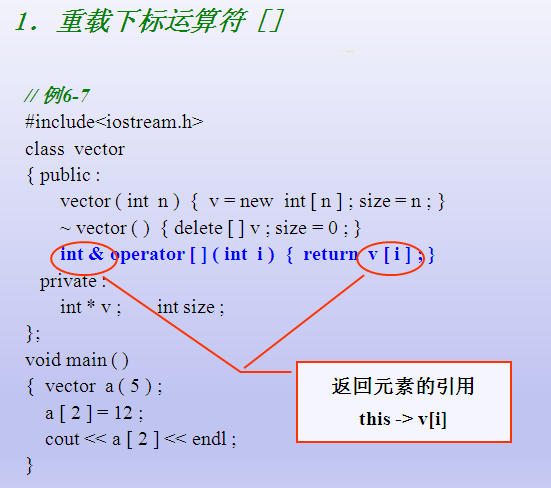 1. 重载下标运算符 []
// 例6-7
#include<iostream.h>
class vector
{ public :
vector ( int n ) { v = new int [ n ] ; size = n ; }
~ vector ( ) { delete [ ] v ; size = 0 ; }
int & operator [ ] ( int i ) { return v [ i ] ; }
private :
int * v ; int size ;
};
void main ( )
{ vector a ( 5 ) ;
a [ 2 ] = 12 ;
cout << a [ 2 ] << endl ;
}
返回元素的引用
this -> v[i]